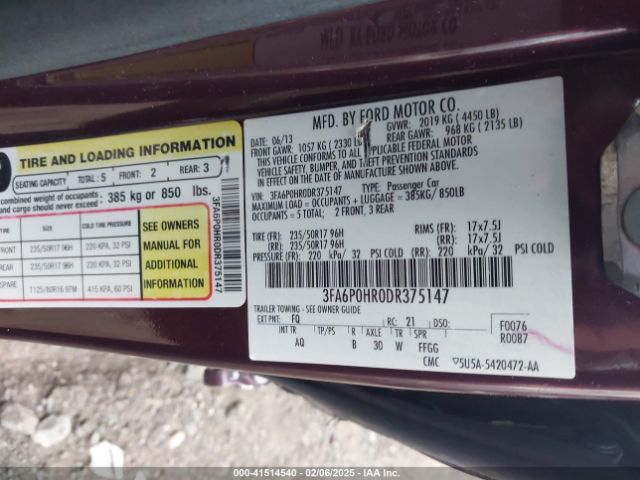 TIRE AND LOADING INFORMATION
SEATING CAPACITY TOTAL : 5 FRONT: 2 REAR: 3
combined weight of occupants
and cargo should never exceed : 385 kg or 850 lbs.
SIZE COLD TIRE PRESSURE
FRONT 235/50R17 96H 220 KPA, 32 PSI
REAR 235/50R17 96H 220 KPA, 32 PSI
SPARE T125/80R16 97M 415 KPA, 60 PSI
SEE OWNERS
MANUAL FOR
ADDITIONAL
INFORMATION
3FA6P0HR0DR375147
MFD. BY FORD MOTOR CO.
DATE: 06/13 GVWR: 2019 KG ( 4450 LB)
FRONT GAWR: 1057 KG ( 2330 LB) REAR GAWR: 968 KG ( 2135 LB)
THIS VEHICLE CONFORMS TO ALL APPLICABLE FEDERAL MOTOR
VEHICLE SAFETY, BUMPER, AND THEFT PREVENTION STANDARDS
IN EFFECT ON THE DATE OF MANUFACTURE SHOWN ABOVE.
VIN: 3FA6P0HR0DR375147 TYPE: Passenger Car
MAXIMUM LOAD = OCCUPANTS + LUGGAGE = 385KG/ 850LB
OCCUPANTS = 5 TOTAL; 2 FRONT, 3 REAR
TIRE (FR): 235/50R17 96H RIMS (FR): 17x7.5J
(RR): 235/50R17 96H (RR): 17x7.5J
PRESSURE (FR): 220 kPa/ 32 PSI COLD (RR): 220 kPa/ 32 PSI COLD
3FA6P0HR0DR375147
TRAILER TOWING - SEE OWNER GUIDE
EXT PNT: FQ RC: 21 DSO:
INT TR TP/PS R AXLE TR SPR
AQ B 30 W FFGG
F0076
R0087
CMC 5U5A-5420472-AA
00-41514540 — 02/06/2025 — IAAI.COM